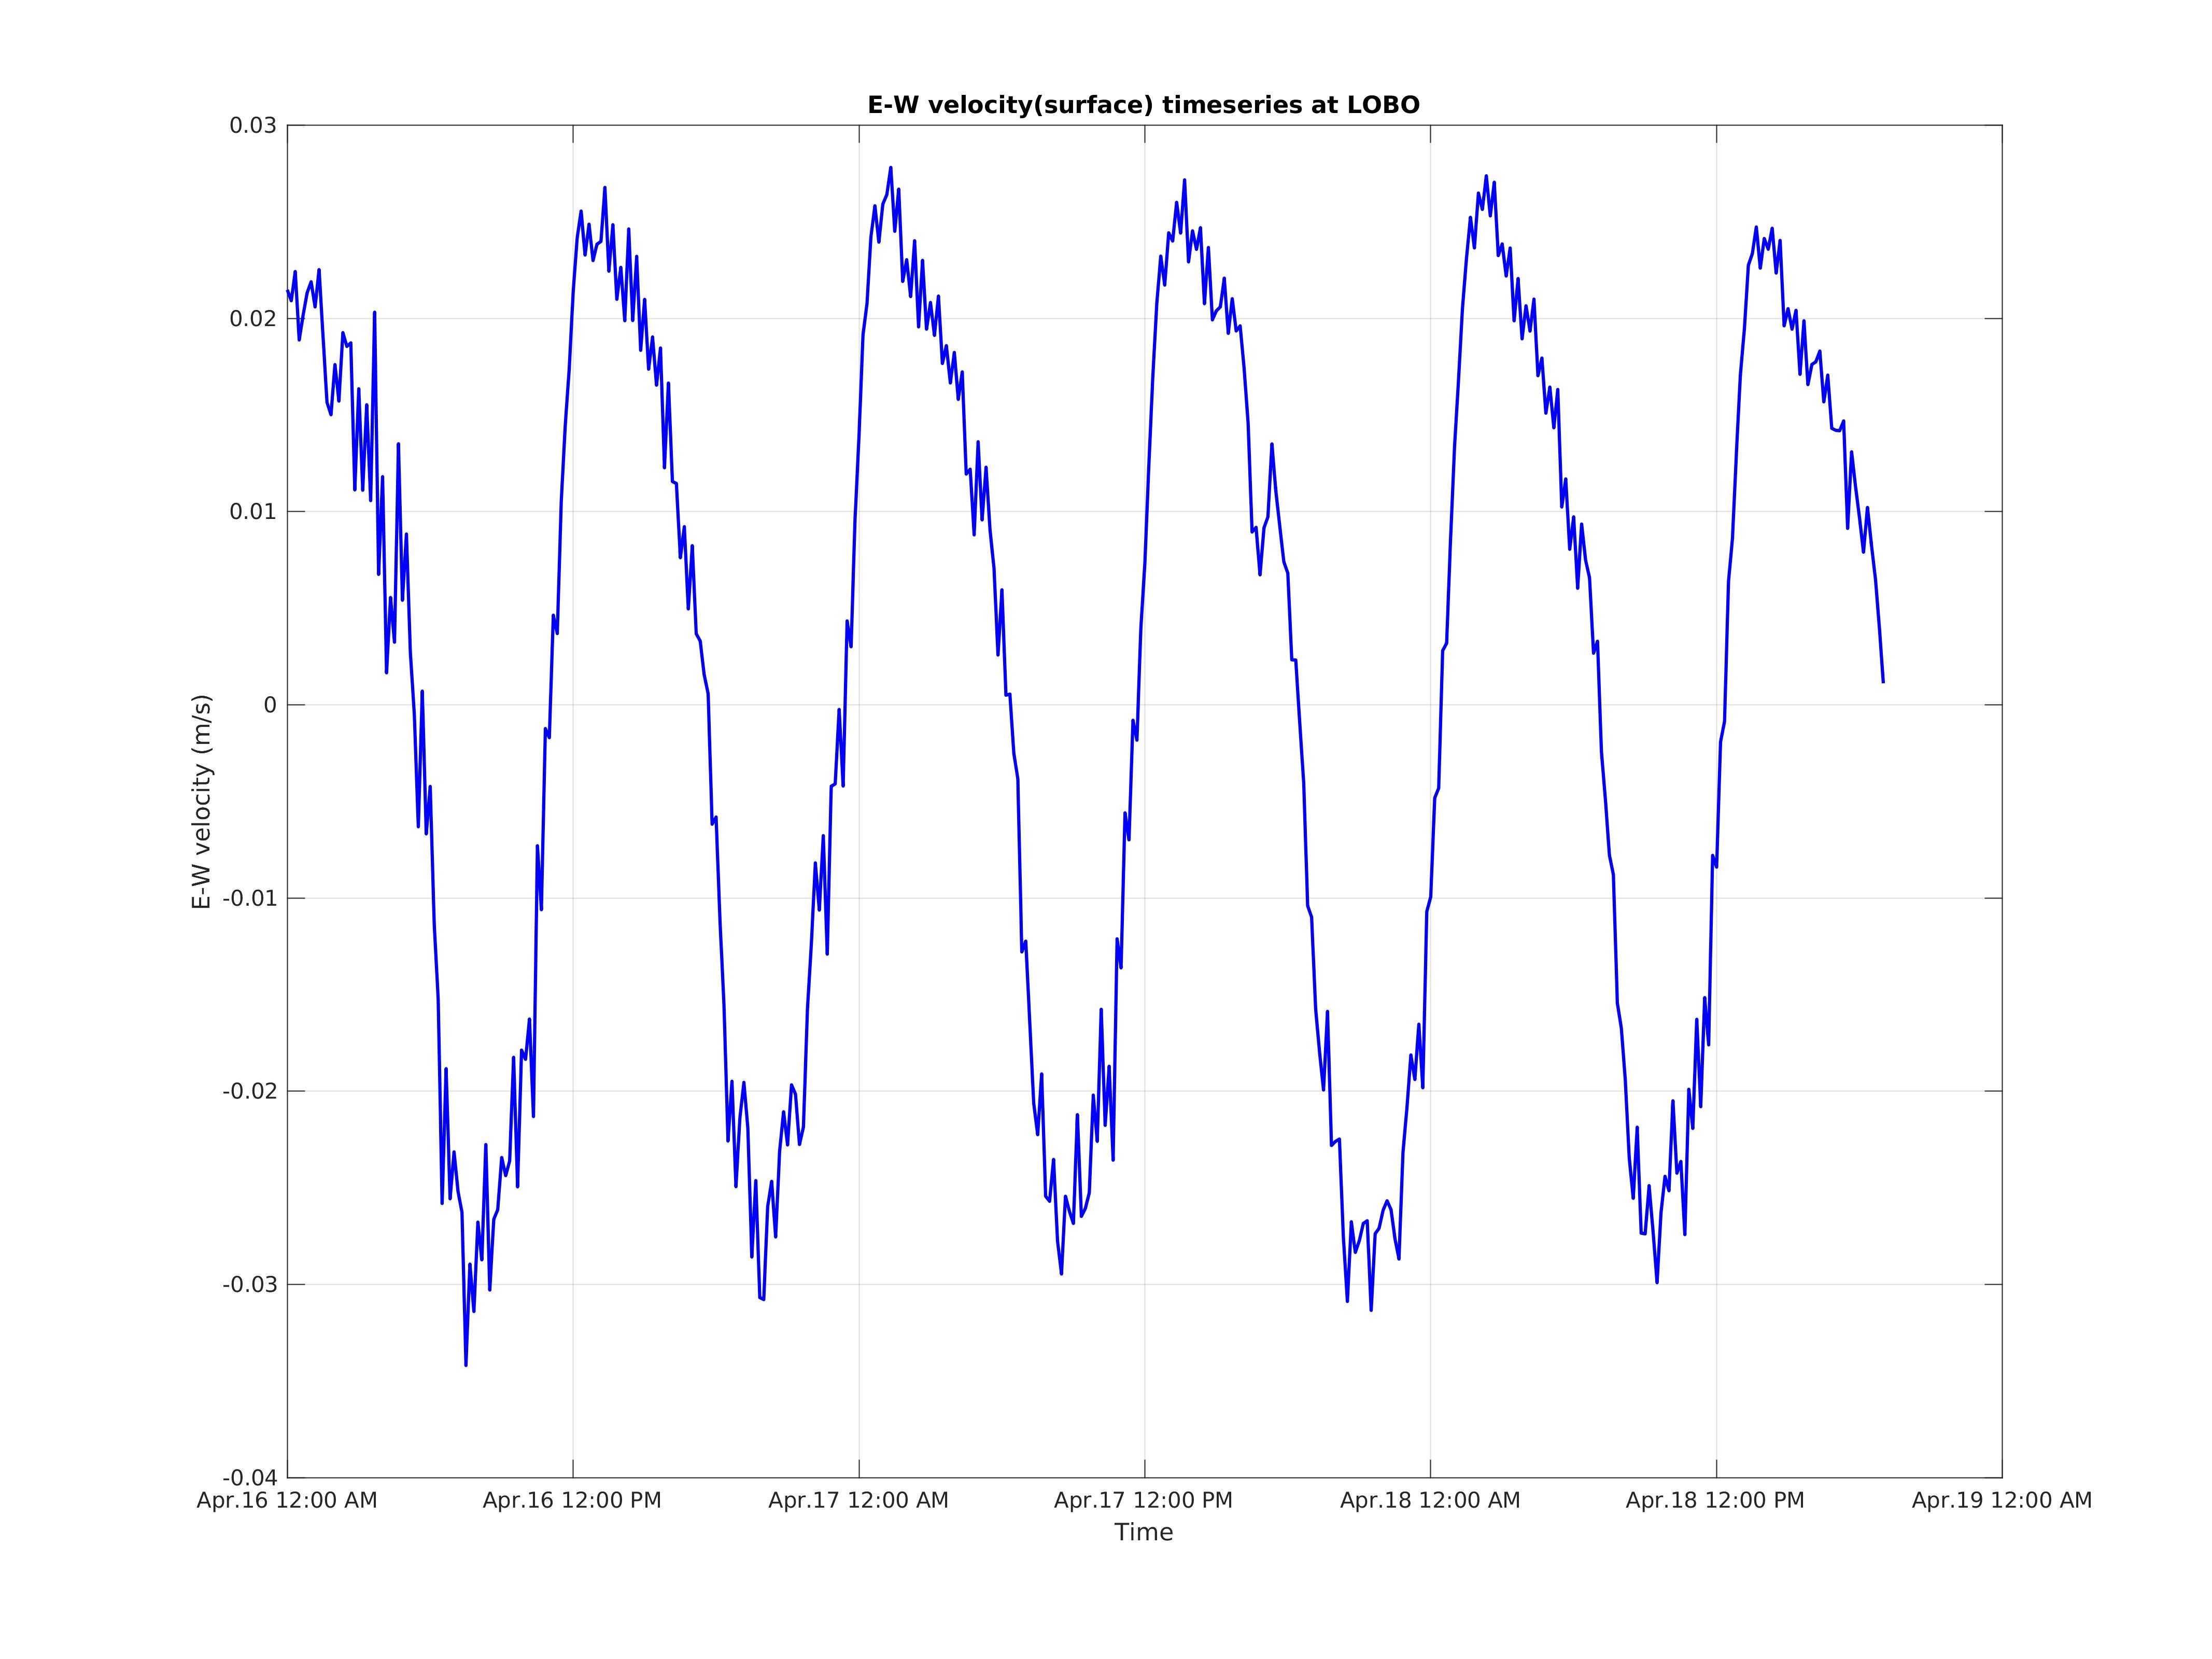 E-W velocity(surface) timeseries at LOBO
0.03
0.02
0.01
0
-0.01
-0.02
-0.03
-0.04
E-W velocity (m/s)
Apr.16 12:00 AM Apr.16 12:00 PM Apr.17 12:00 AM Apr.17 12:00 PM Apr.18 12:00 AM Apr.18 12:00 PM Apr.19 12:00 AM
Time